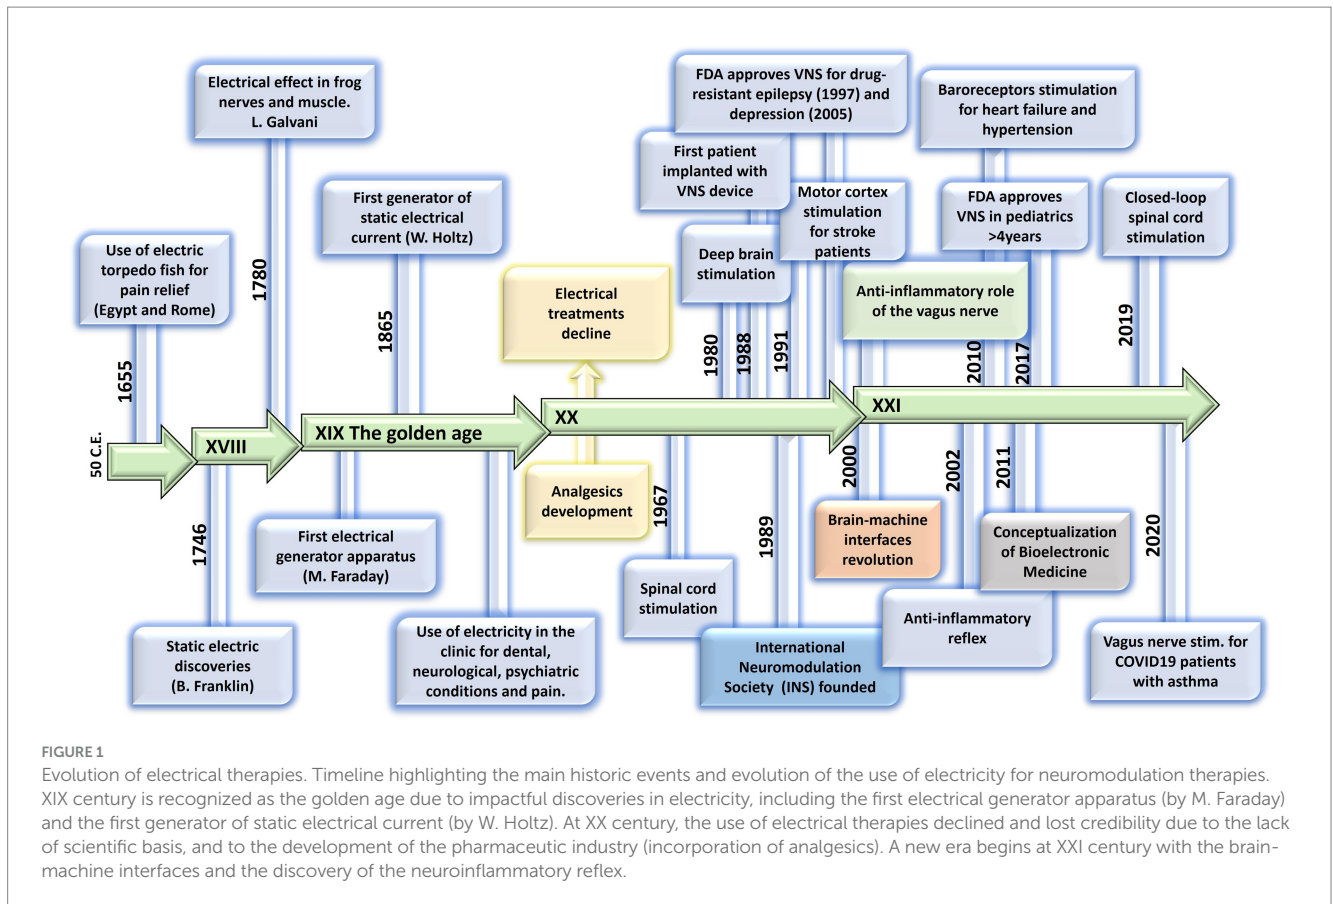 Electrical effect in frog
nerves and muscle.
L. Galvani
FDA approves VNS for drug-
resistant epilepsy (1997) and
depression (2005)
Baroreceptors stimulation
for heart failure and
hypertension
First patient
implanted with
VNS device
First generator of
static electrical
current (W. Holtz)
Motor cortex
stimulation
for stroke
patients
FDA approves
VNS in pediatrics
>4years
Closed-loop
spinal cord
stimulation
Use of electric
torpedo fish for
pain relief
(Egypt and Rome)
Deep brain
stimulation
Electrical
treatments
decline
Anti-inflammatory role
of the vagus nerve
1655
1780
1865
1980
1988
1991
2010
2017
2019
50 C.E.
XVIII
XIX The golden age
XX
XXI
1746
1967
1989
2000
2002
2011
2020
Analgesics
development
First electrical
generator apparatus
(M. Faraday)
Brain-machine
interfaces
revolution
Conceptualization
of Bioelectronic
Medicine
Spinal cord
stimulation
Anti-inflammatory
reflex
Static electric
discoveries
(B. Franklin)
Use of electricity in the
clinic for dental,
neurological, psychiatric
conditions and pain.
International
Neuromodulation
Society (INS) founded
Vagus nerve stim. for
COVID19 patients
with asthma
FIGURE 1
Evolution of electrical therapies. Timeline highlighting the main historic events and evolution of the use of electricity for neuromodulation therapies.
XIX century is recognized as the golden age due to impactful discoveries in electricity, including the first electrical generator apparatus (by M. Faraday)
and the first generator of static electrical current (by W. Holtz). At XX century, the use of electrical therapies declined and lost credibility due to the lack
of scientific basis, and to the development of the pharmaceutic industry (incorporation of analgesics). A new era begins at XXI century with the brain-
machine interfaces and the discovery of the neuroinflammatory reflex.